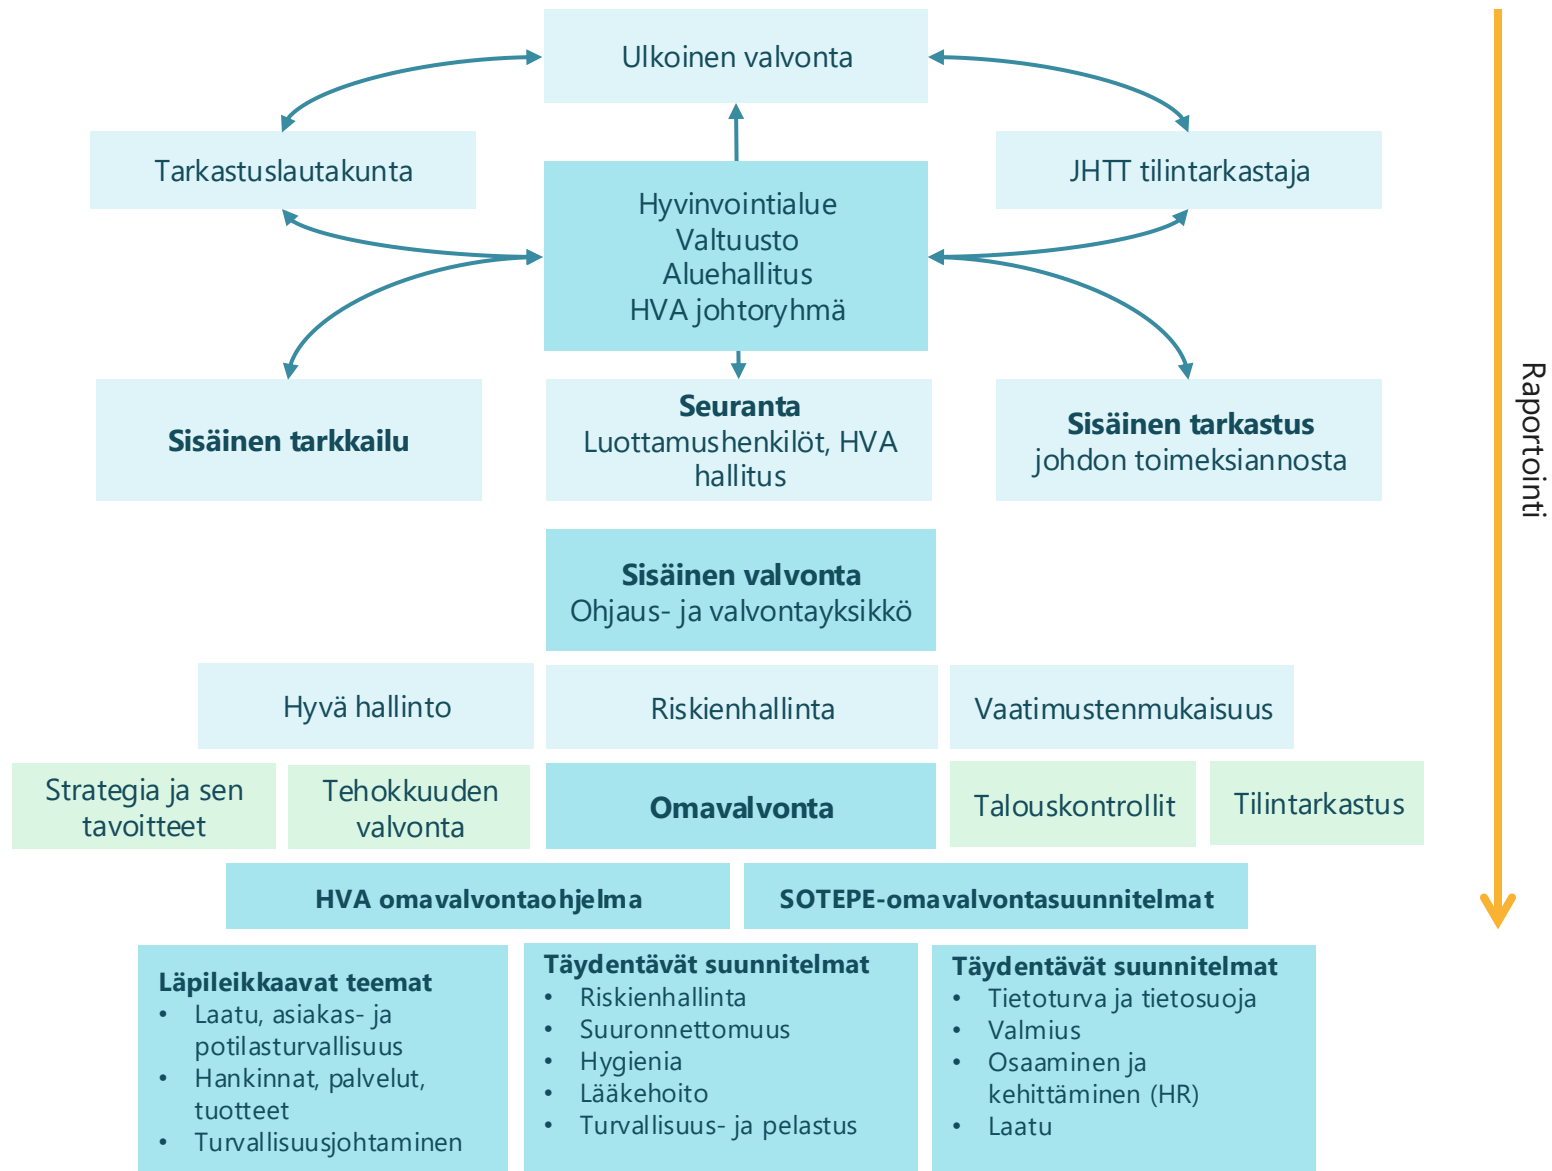 Ulkoinen valvonta
Tarkastuslautakunta
JHTT tilintarkastaja
Hyvinvointialue
Valtuusto
Aluehallitus
HVA johtoryhmä
Sisäinen tarkkailu
Seuranta
Luottamushenkilöt, HVA
hallitus
Sisäinen tarkastus
johdon toimeksiannosta
Raportointi
Sisäinen valvonta
Ohjaus- ja valvontayksikkö
Hyvä hallinto
Riskienhallinta
Vaatimustenmukaisuus
Strategia ja sen
tavoitteet
Tehokkuuden
valvonta
Omavalvonta
Talouskontrollit
Tilintarkastus
HVA omavalvontaohjelma
SOTEPE-omavalvontasuunnitelmat
Läpileikkaavat teemat
• Laatu, asiakas- ja
potilasturvallisuus
• Hankinnat, palvelut,
tuotteet
• Turvallisuusjohtaminen
Täydentävät suunnitelmat
• Riskienhallinta
• Suuronnettomuus
• Hygienia
• Lääkehoito
• Turvallisuus- ja pelastus
Täydentävät suunnitelmat
• Tietoturva ja tietosuoja
• Valmius
• Osaaminen ja
kehittäminen (HR)
• Laatu